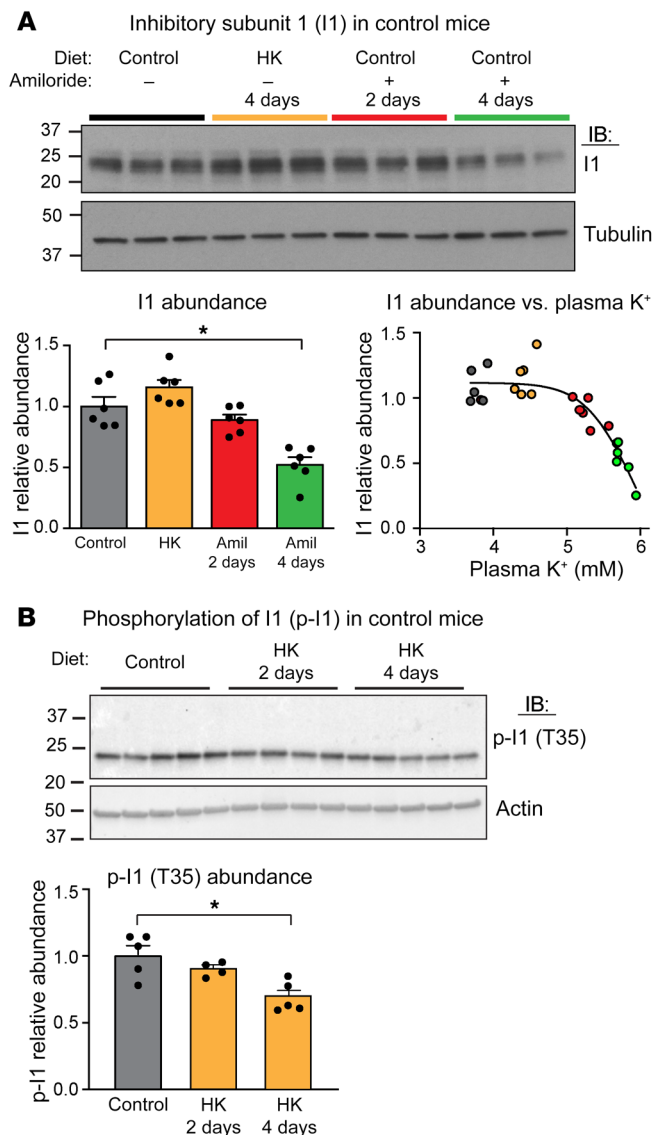 A Inhibitory subunit 1 (I1) in control mice
Diet: Control HK Control Control
Amiloride: – – + +
4 days 2 days 4 days
37
25
20
IB:
I1
50
37
Tubulin
I1 abundance
I1 relative abundance
1.5
1.0
0.5
0.0
*
Control HK Amil Amil
2 days 4 days
I1 abundance vs. plasma K⁺
I1 relative abundance
1.5
1.0
0.5
0.0
3 4 5 6
Plasma K⁺ (mM)
B Phosphorylation of I1 (p-I1) in control mice
Diet: Control HK HK
2 days 4 days
37
25
20
IB:
p-I1 (T35)
50
37
Actin
p-I1 (T35) abundance
p-I1 relative abundance
1.5
1.0
0.5
0.0
*
Control HK HK
2 days 4 days